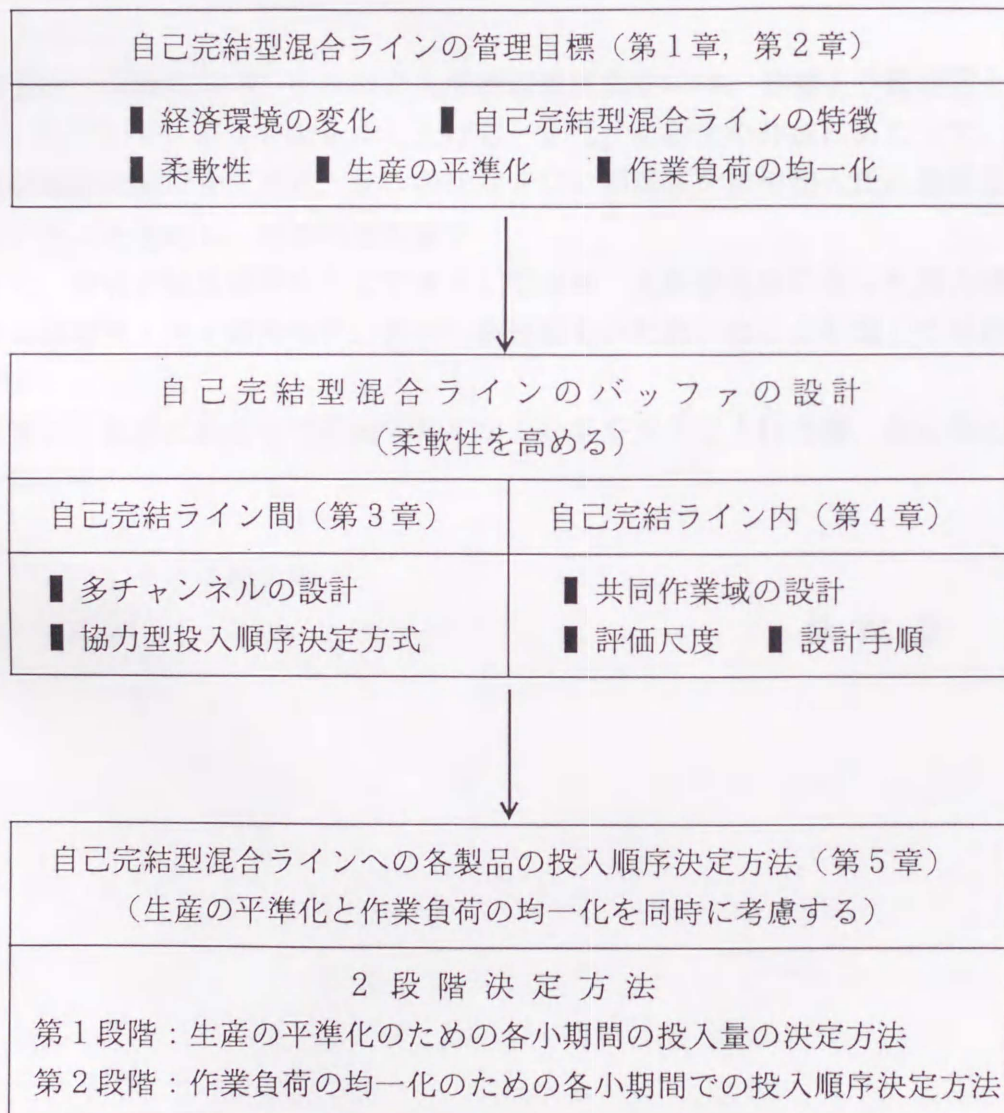 自己完結型混合ラインの管理目標（第1章，第2章）
■ 経済環境の変化 ■ 自己完結型混合ラインの特徴
■ 柔軟性 ■ 生産の平準化 ■ 作業負荷の均一化
自己完結型混合ラインのバッファの設計
（柔軟性を高める）
自己完結ライン間（第3章）
自己完結ライン内（第4章）
■ 多チャンネルの設計
■ 協力型投入順序決定方式
■ 共同作業域の設計
■ 評価尺度 ■ 設計手順
自己完結型混合ラインへの各製品の投入順序決定方法（第5章）
（生産の平準化と作業負荷の均一化を同時に考慮する）
2段階決定方法
第1段階：生産の平準化のための各小期間の投入量の決定方法
第2段階：作業負荷の均一化のための各小期間での投入順序決定方法